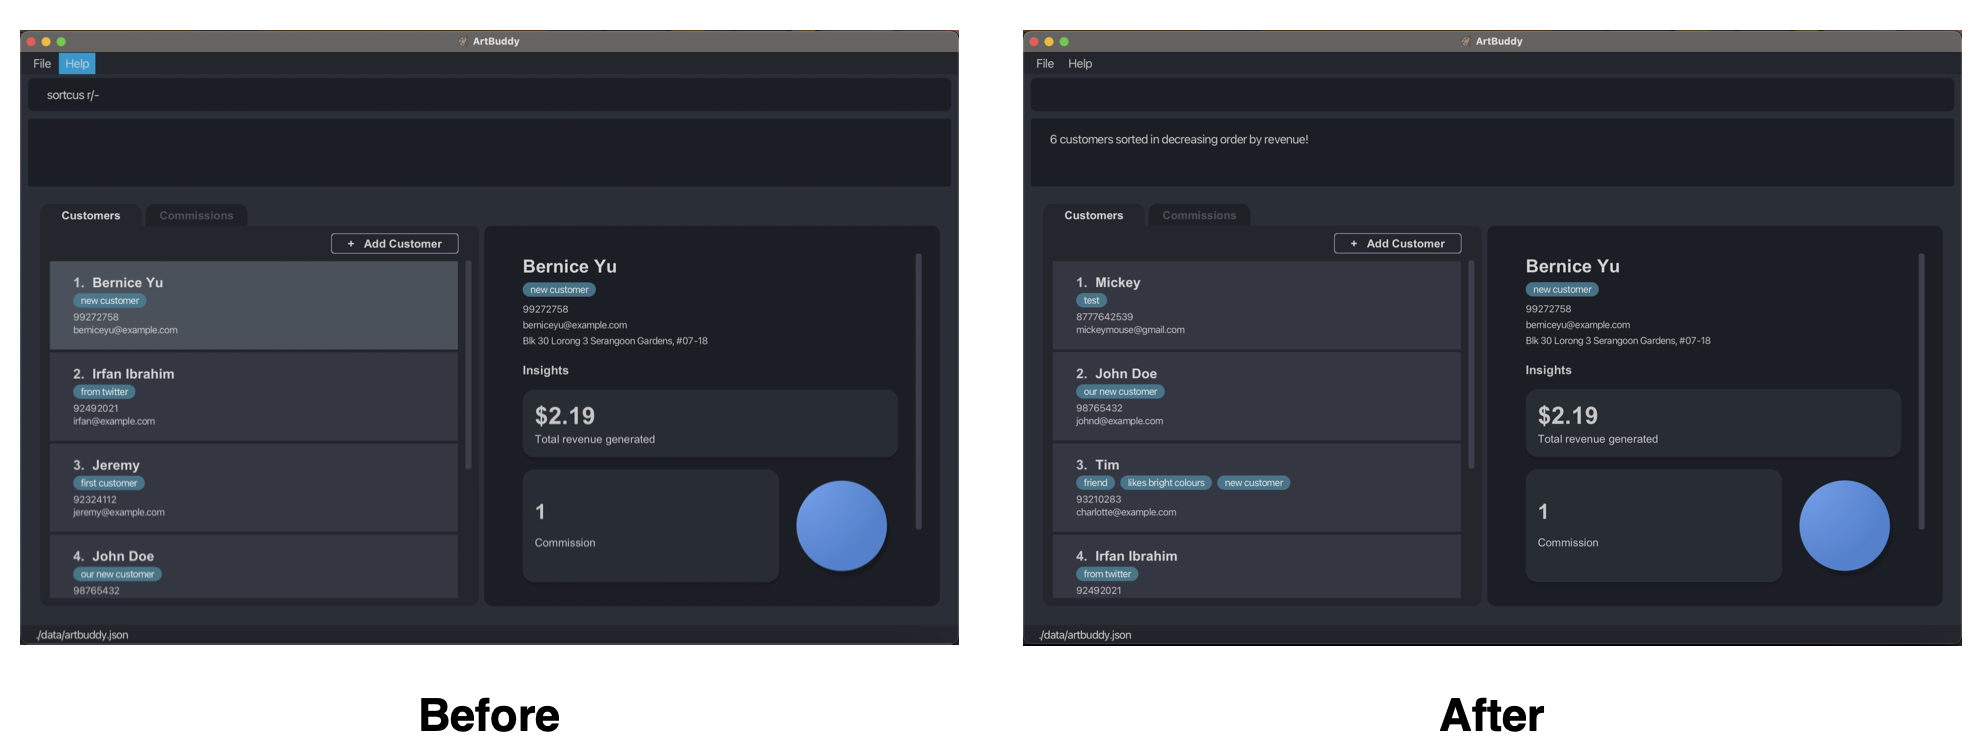 ArtBuddy
File Help
sortcus r/-
Customers Commissions
+ Add Customer
1. Bernice Yu
new customer
99272758
berniceyu@example.com
2. Irfan Ibrahim
from twitter
92492021
irfan@example.com
3. Jeremy
first customer
92324112
jeremy@example.com
4. John Doe
our new customer
98765432
Bernice Yu
new customer
99272758
berniceyu@example.com
Blk 30 Lorong 3 Serangoon Gardens, #07-18
Insights
$2.19
Total revenue generated
1
Commission
./data/artbuddy.json
Before
ArtBuddy
File Help
6 customers sorted in decreasing order by revenue!
Customers Commissions
+ Add Customer
1. Mickey
test
8777642539
mickeymouse@gmail.com
2. John Doe
our new customer
98765432
johnd@example.com
3. Tim
friend likes bright colours new customer
93210283
charlotte@example.com
4. Irfan Ibrahim
from twitter
92492021
Bernice Yu
new customer
99272758
berniceyu@example.com
Blk 30 Lorong 3 Serangoon Gardens, #07-18
Insights
$2.19
Total revenue generated
1
Commission
./data/artbuddy.json
After